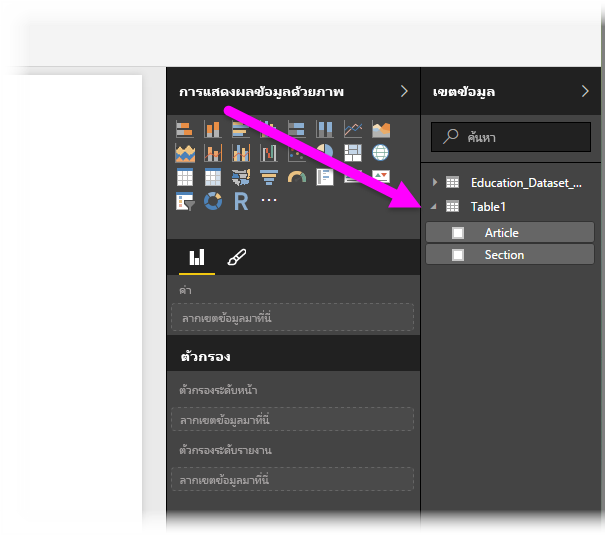 การแสดงผลข้อมูลด้วยภาพ
ค่า
ลากเขตข้อมูลมาที่นี่
ตัวกรอง
ตัวกรองระดับหน้า
ลากเขตข้อมูลมาที่นี่
ตัวกรองระดับรายงาน
ลากเขตข้อมูลมาที่นี่
เขตข้อมูล
ค้นหา
Education_Dataset_...
Table1
Article
Section